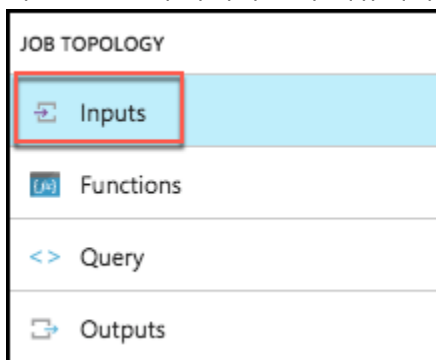 JOB TOPOLOGY
Inputs
Functions
<> Query
Outputs